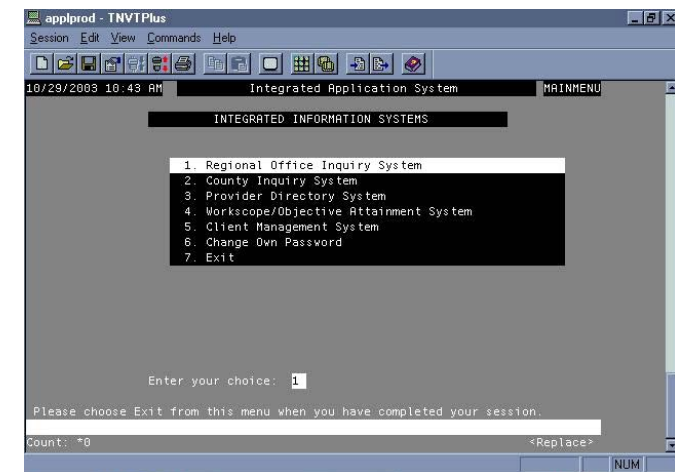 applprod - TNVTPlus
Session Edit View Commands Help
10/29/2003 10:43 AM Integrated Application System MAINMENU
INTEGRATED INFORMATION SYSTEMS
1. Regional Office Inquiry System
2. County Inquiry System
3. Provider Directory System
4. Workscope/Objective Attainment System
5. Client Management System
6. Change Own Password
7. Exit
Enter your choice: 1
Please choose Exit from this menu when you have completed your session.
Count: *0 <Replace>
NUM